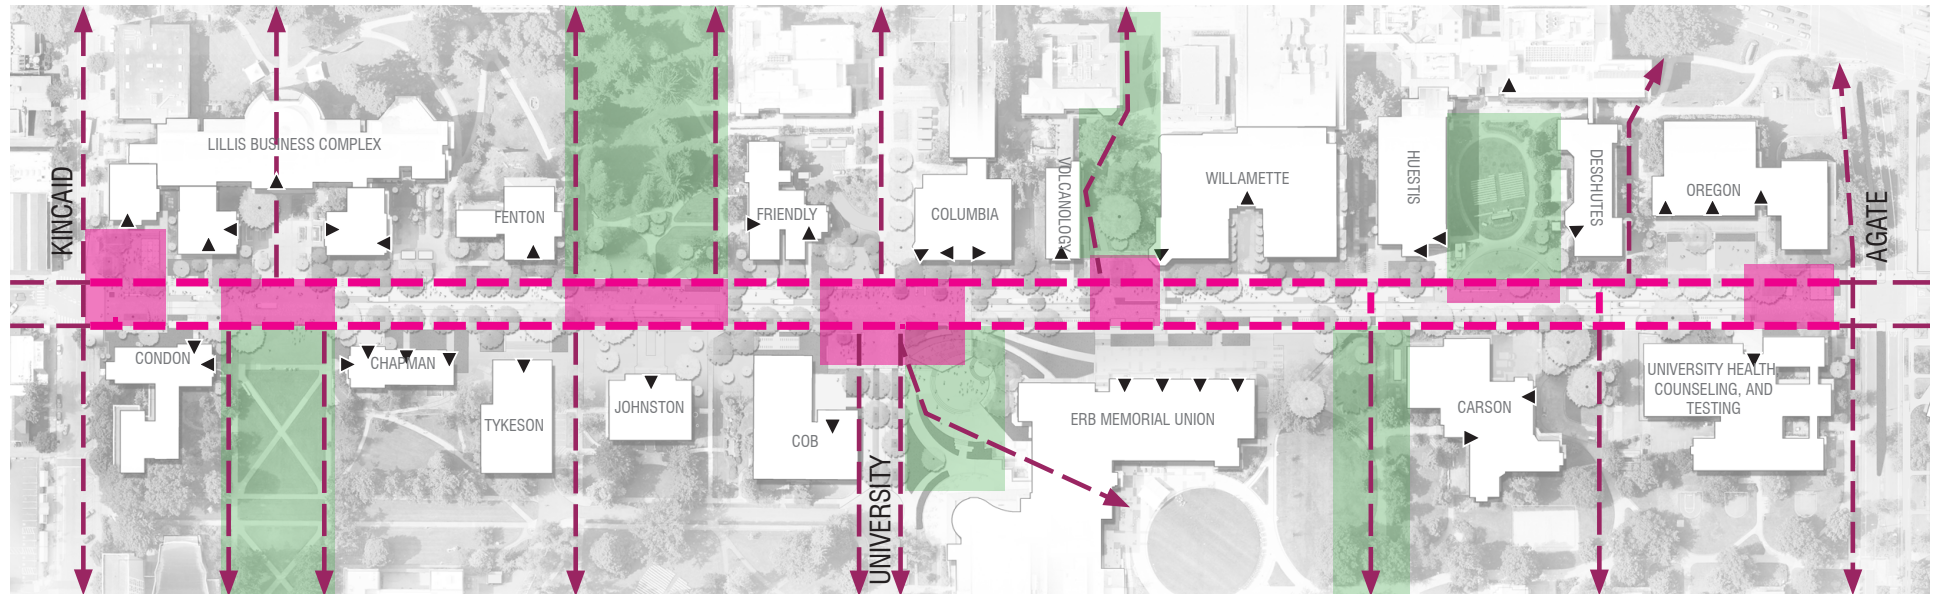 KINCAID
LILLIS BUSINESS COMPLEX
FENTON
FRIENDLY
COLUMBIA
VOLCANOLOGY
WILLAMETTE
HUESTIS
DESCHUTES
OREGON
AGATE
CONDON
CHAPMAN
TYKESON
JOHNSTON
COB
UNIVERSITY
ERB MEMORIAL UNION
CARSON
UNIVERSITY HEALTH
COUNSELING, AND
TESTING